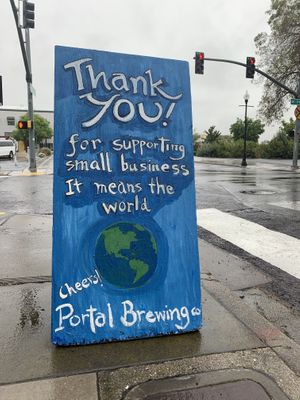 Thank
You!
for supporting
small business
It means the
world
Cheers!
Portal Brewing co